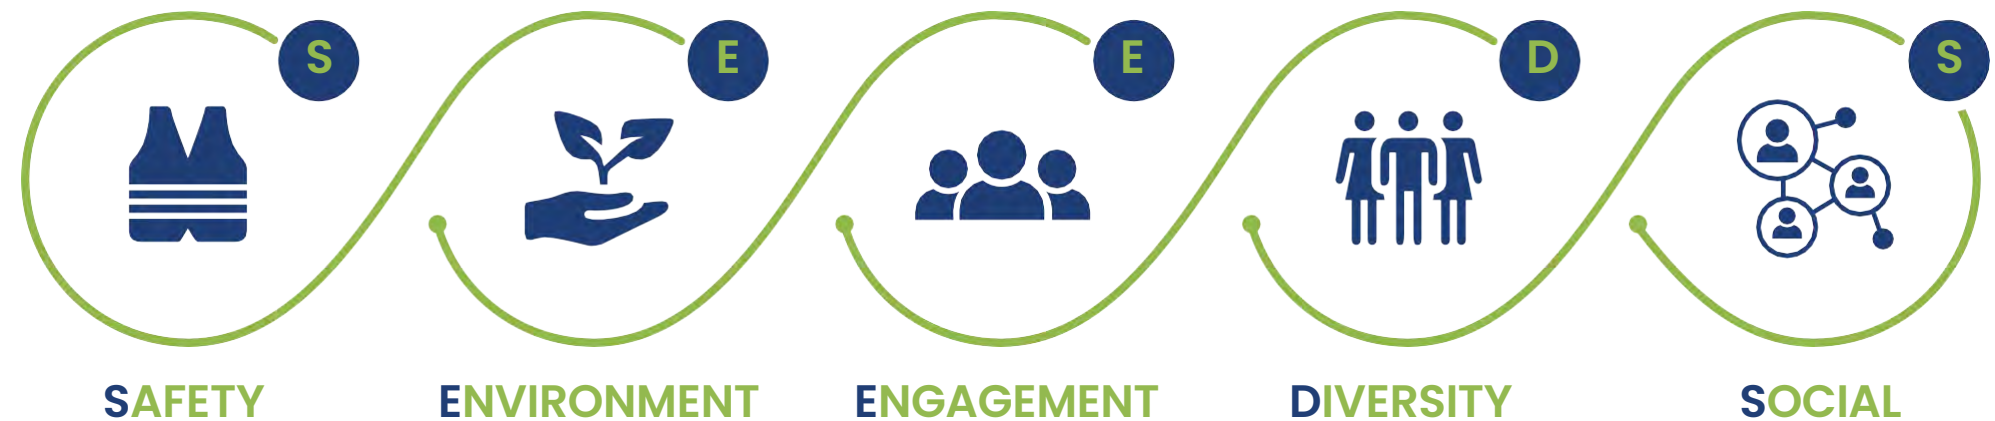 S E E D S
SAFETY ENVIRONMENT ENGAGEMENT DIVERSITY SOCIAL